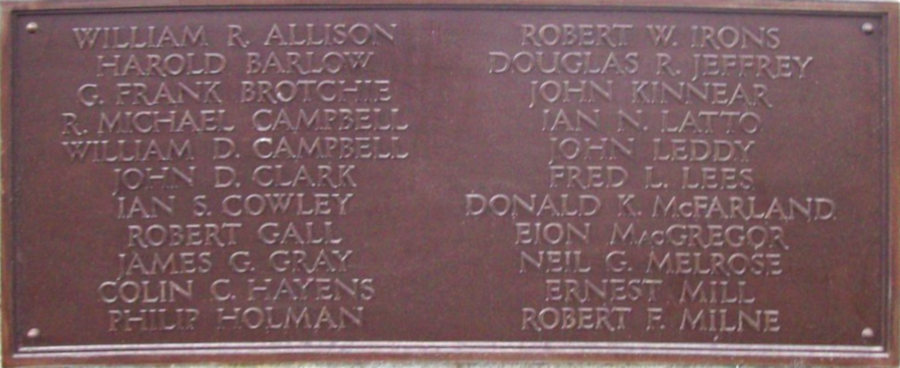 WILLIAM R. ALLISON
HAROLD BARLOW
G. FRANK BROTCHIE
R. MICHAEL CAMPBELL
WILLIAM D. CAMPBELL
JOHN D. CLARK
IAN S. COWLEY
ROBERT GALL
JAMES G. GRAY
COLIN C. HAYENS
PHILIP HOLMAN
ROBERT W. IRONS
DOUGLAS R. JEFFREY
JOHN KINNEAR
IAN N. LATTO
JOHN LEDDY
FRED L. LEES
DONALD K. McFARLAND
EION MacGREGOR
NEIL G. MELROSE
ERNEST MILL
ROBERT F. MILNE